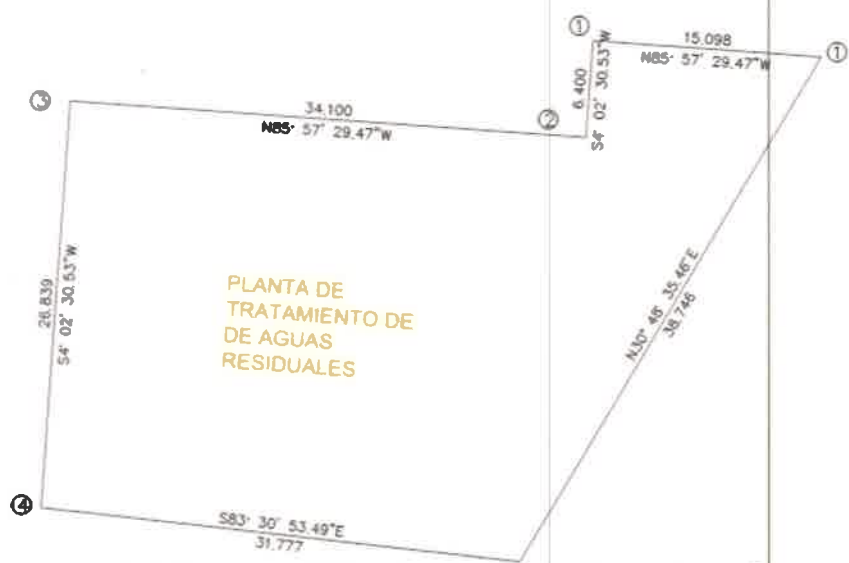 ①
15.098
N85° 57' 29.47"W
①
6.400
S4° 02' 30.53"W
②
③
34.100
N85° 57' 29.47"W
26.839
S4° 02' 30.53"W
PLANTA DE
TRATAMIENTO DE
DE AGUAS
RESIDUALES
N30° 48' 35.46"E
38.746
④
S83° 30' 53.49"E
31.777